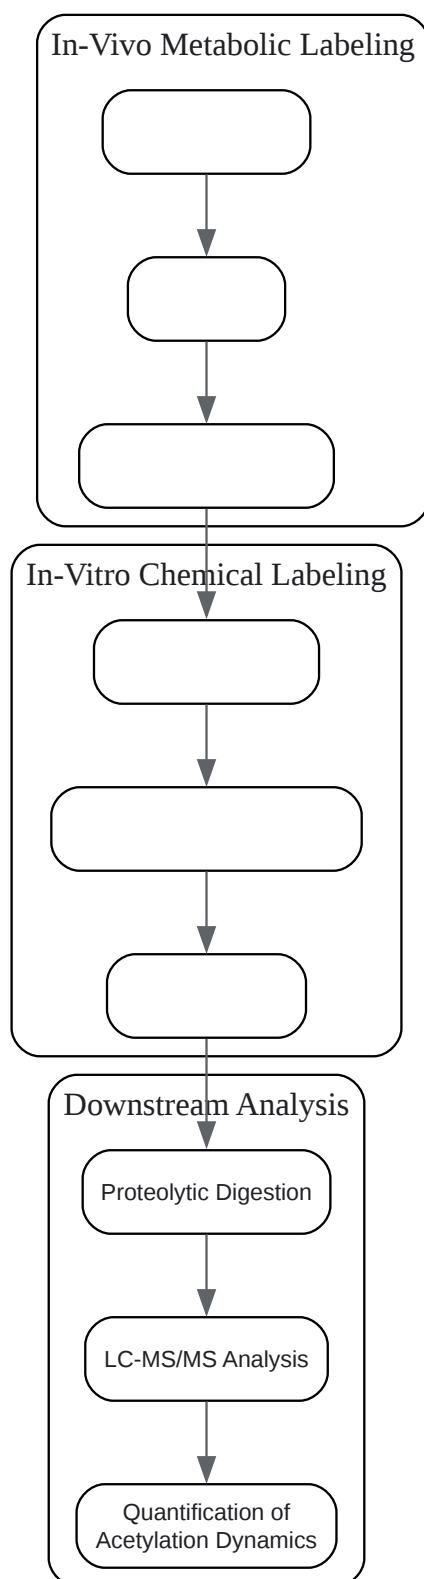 In-Vivo Metabolic Labeling
In-Vitro Chemical Labeling
Downstream Analysis
Proteolytic Digestion
LC-MS/MS Analysis
Quantification of
Acetylation Dynamics